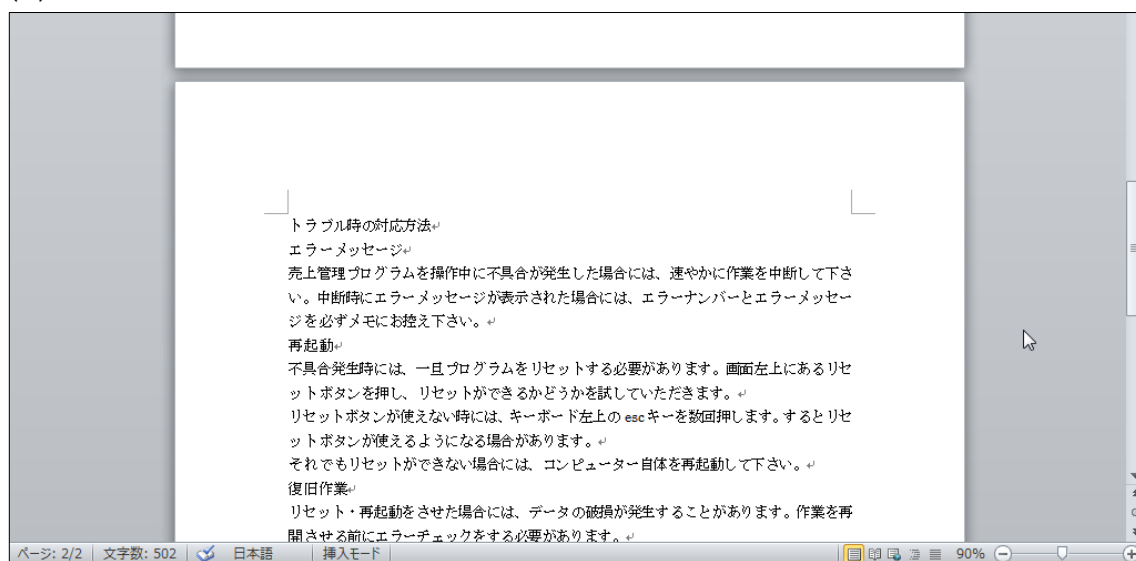 トラブル時の対応方法
エラーメッセージ
売上管理プログラムを操作中に不具合が発生した場合には、速やかに作業を中断して下さ
い。中断時にエラーメッセージが表示された場合には、エラーナンバーとエラーメッセー
ジを必ずメモにお控え下さい。
再起動
不具合発生時には、一旦プログラムをリセットする必要があります。画面左上にあるリセ
ットボタンを押し、リセットができるかどうかを試していただきます。
リセットボタンが使えない時には、キーボード左上の esc キーを数回押します。するとリセ
ットボタンが使えるようになる場合があります。
それでもリセットができない場合には、コンピューター自体を再起動して下さい。
復旧作業
リセット・再起動をさせた場合には、データの破損が発生することがあります。作業を再
開させる前にエラーチェックをする必要があります。
ページ: 2/2 文字数: 502 日本語 挿入モード 90%